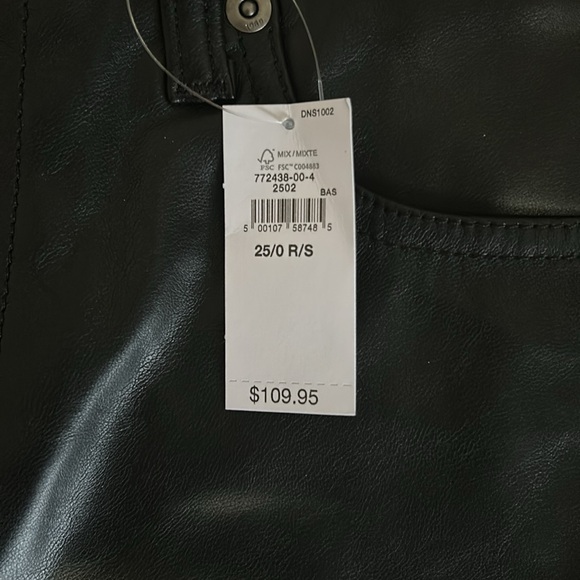 DNS1002
MIX/MIXTE
FSC FSC™ C004883
772438-00-4
2502
BAS
5 00107 58748 5
25/0 R/S
$109.95